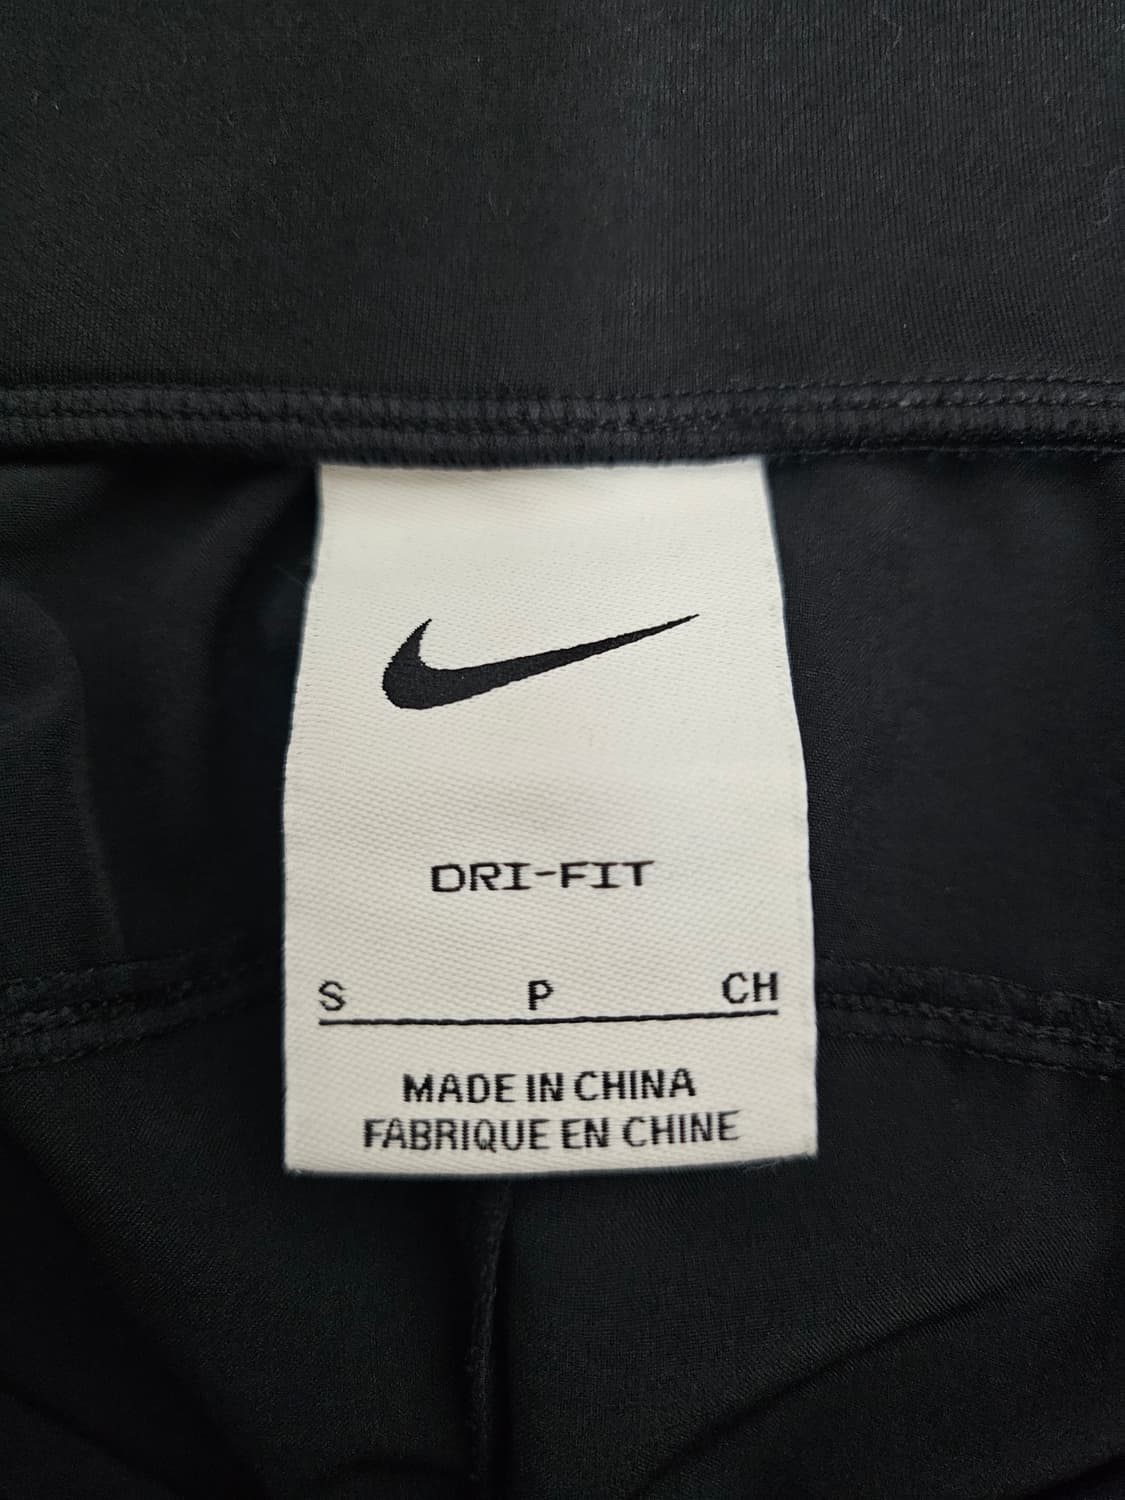 DRI-FIT
S P CH
MADE IN CHINA
FABRIQUE EN CHINE